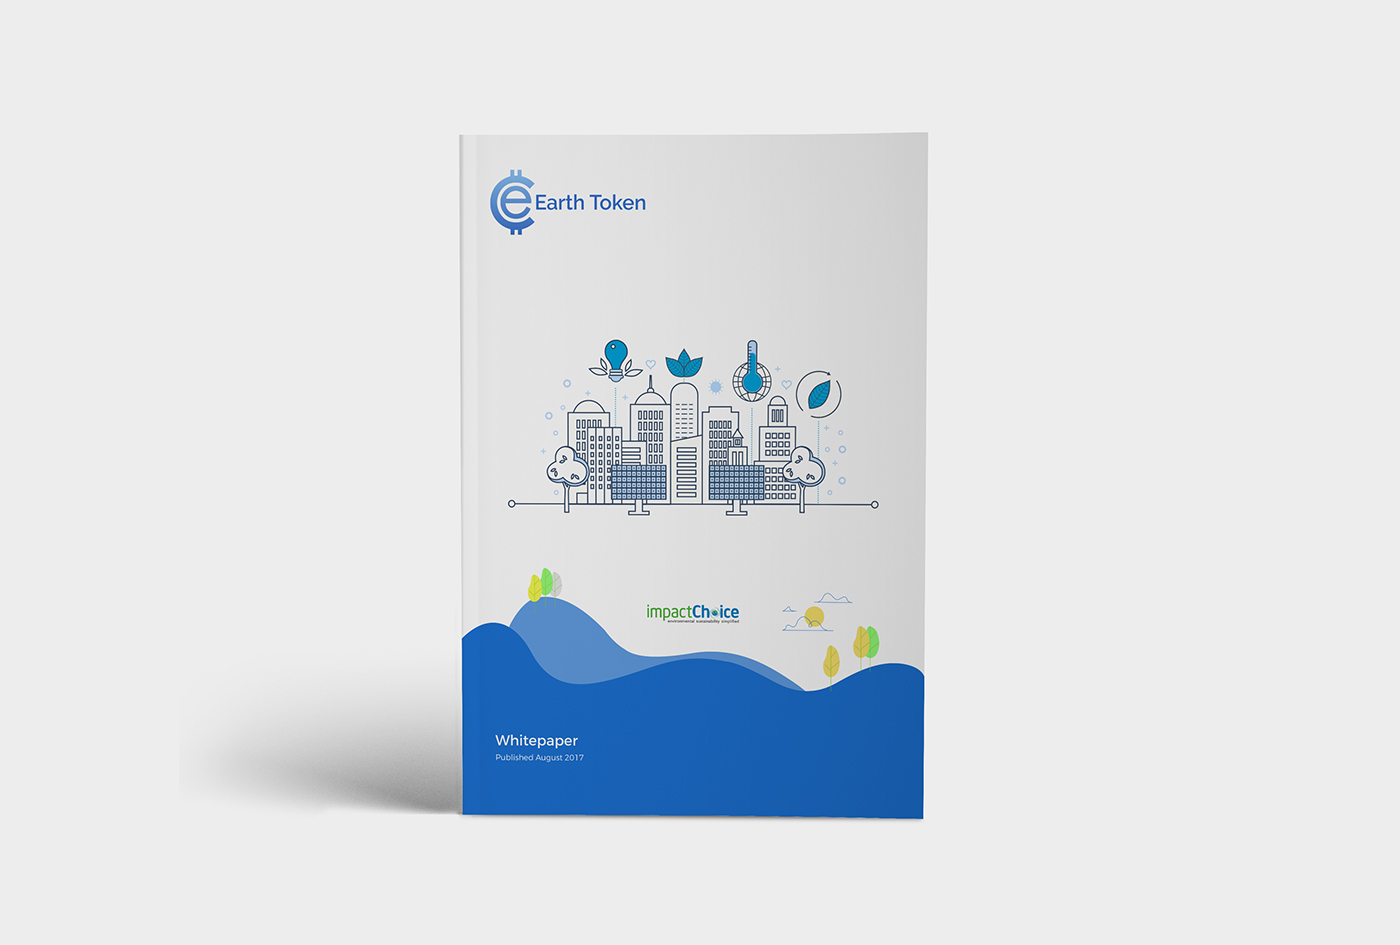 Earth Token
impactChoice
environmental sustainability simplified
Whitepaper
Published August 2017